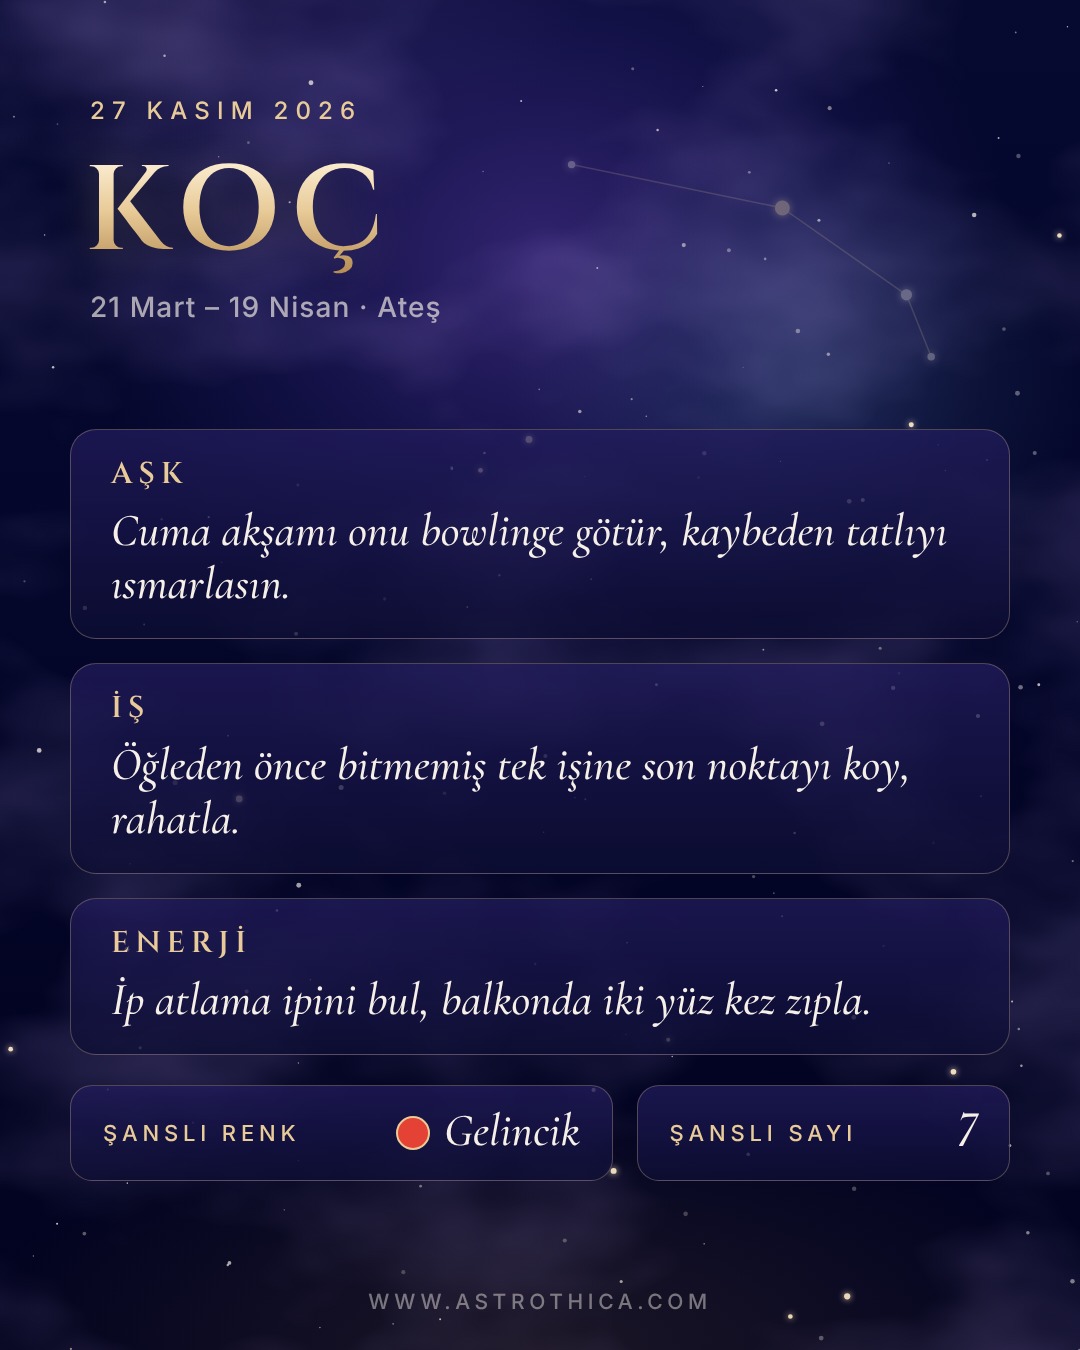 27 KASIM 2026
KOÇ
21 Mart – 19 Nisan · Ateş
AŞK
Cuma akşamı onu bowlinge götür, kaybeden tatlıyı
ısmarlasın.
İŞ
Öğleden önce bitmemiş tek işine son noktayı koy,
rahatla.
ENERJİ
İp atlama ipini bul, balkonda iki yüz kez zıpla.
ŞANSLI RENK
Gelincik
ŞANSLI SAYI
7
WWW.ASTROTHICA.COM